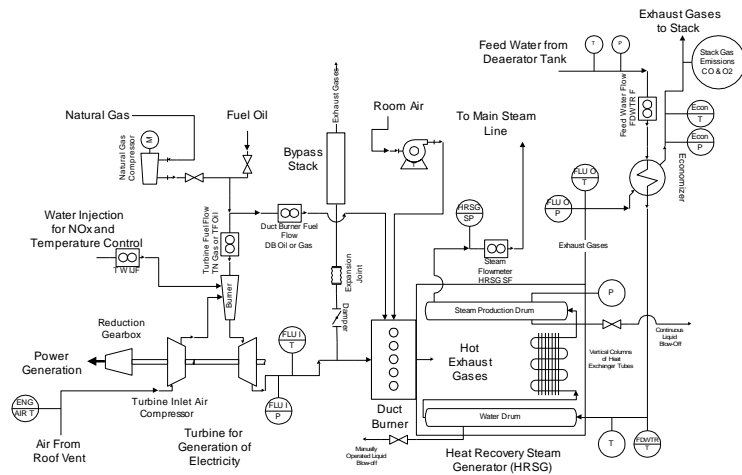 Exhaust Gases
to Stack
Stack Gas
Emissions
CO & O2
Feed Water from
Deaerator Tank
T
P
Feed Water Flow
FDWTR F
Econ
T
Econ
P
Economizer
Natural Gas
Fuel Oil
M
Natural Gas
Compressor
Exhaust Gases
Bypass
Stack
Room Air
To Main Steam
Line
HRSG
SP
Steam
Flowmeter
HRSG SF
FLU O
T
FLU O
P
Exhaust Gases
Water Injection
for NOx and
Temperature Control
TWIJF
Turbine Fuel Flow
TN Gas or TFOil
Duct Burner Fuel
Flow
DB Oil or Gas
Burner
Expansion
Joint
Damper
Steam Production Drum
P
Continuous
Liquid
Blow-Off
Hot
Exhaust
Gases
Vertical Columns
of Heat
Exchanger Tubes
Reduction
Gearbox
Power
Generation
FLU I
T
FLU I
P
Turbine Inlet Air
Compressor
ENG
AIR T
Air From
Roof Vent
Turbine for
Generation of
Electricity
Duct
Burner
Water Drum
Manually
Operated Liquid
Blow-off
Heat Recovery Steam
Generator (HRSG)
T
FDWTR
T